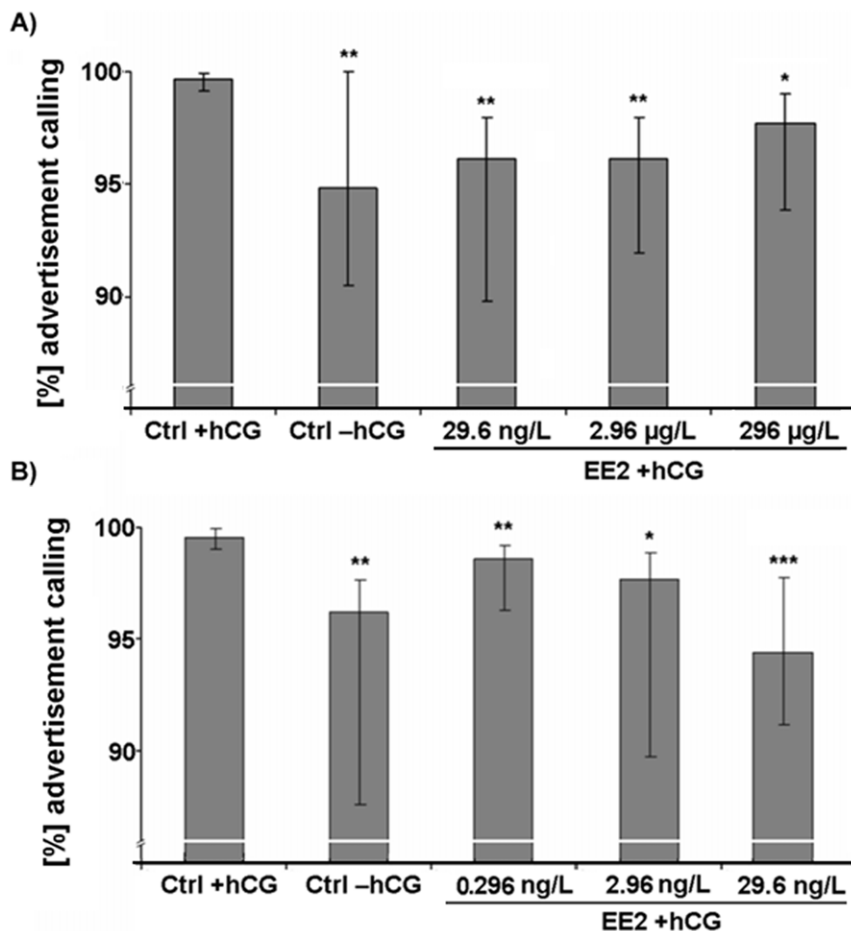 A)
[%] advertisement calling
100
95
90
**
**
**
*
Ctrl +hCG Ctrl –hCG 29.6 ng/L 2.96 µg/L 296 µg/L
EE2 +hCG
B)
[%] advertisement calling
100
95
90
**
**
*
***
Ctrl +hCG Ctrl –hCG 0.296 ng/L 2.96 ng/L 29.6 ng/L
EE2 +hCG